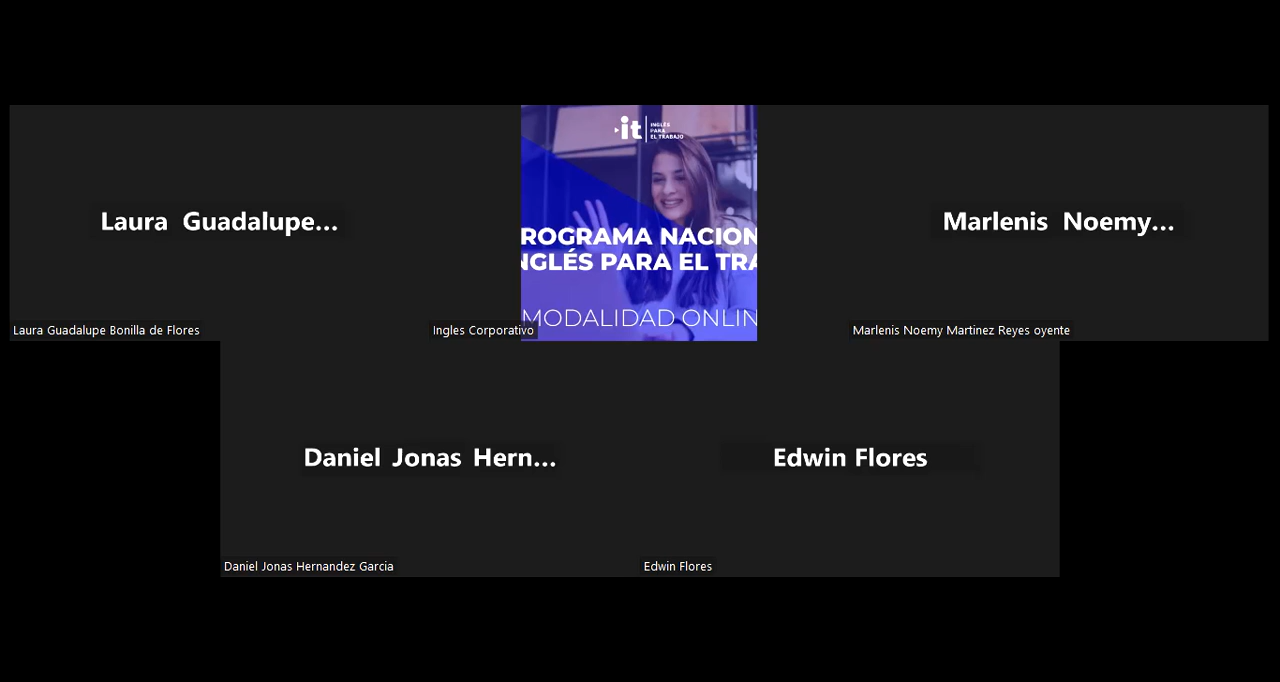 Laura Guadalupe...
Laura Guadalupe Bonilla de Flores
it
INGLÉS
PARA
EL TRABAJO
ROGRAMA NACION
NGLÉS PARA EL TRA
MODALIDAD ONLIN
Ingles Corporativo
Marlenis Noemy...
Marlenis Noemy Martinez Reyes oyente
Daniel Jonas Hern...
Daniel Jonas Hernandez Garcia
Edwin Flores
Edwin Flores